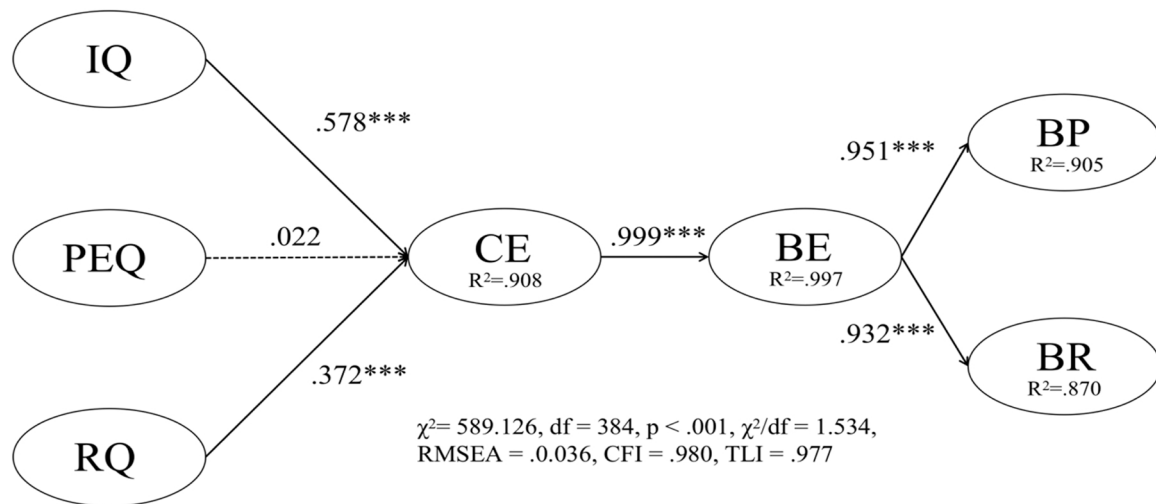 IQ
.578***
PEQ
.022
RQ
.372***
CE
R²=.908
.999***
BE
R²=.997
.951***
BP
R²=.905
.932***
BR
R²=.870
χ²= 589.126, df = 384, p < .001, χ²/df = 1.534,
RMSEA = .0.036, CFI = .980, TLI = .977